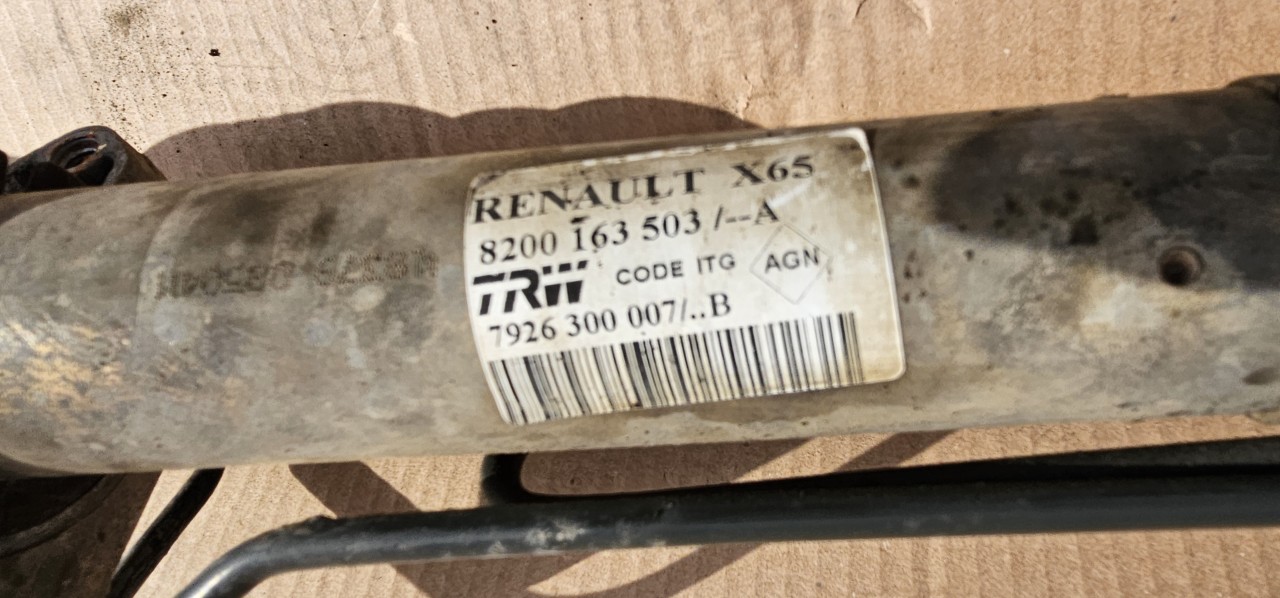 RENAULT X65
8200 163 503 /--A
TRW CODE ITG AGN
7926 300 007/..B